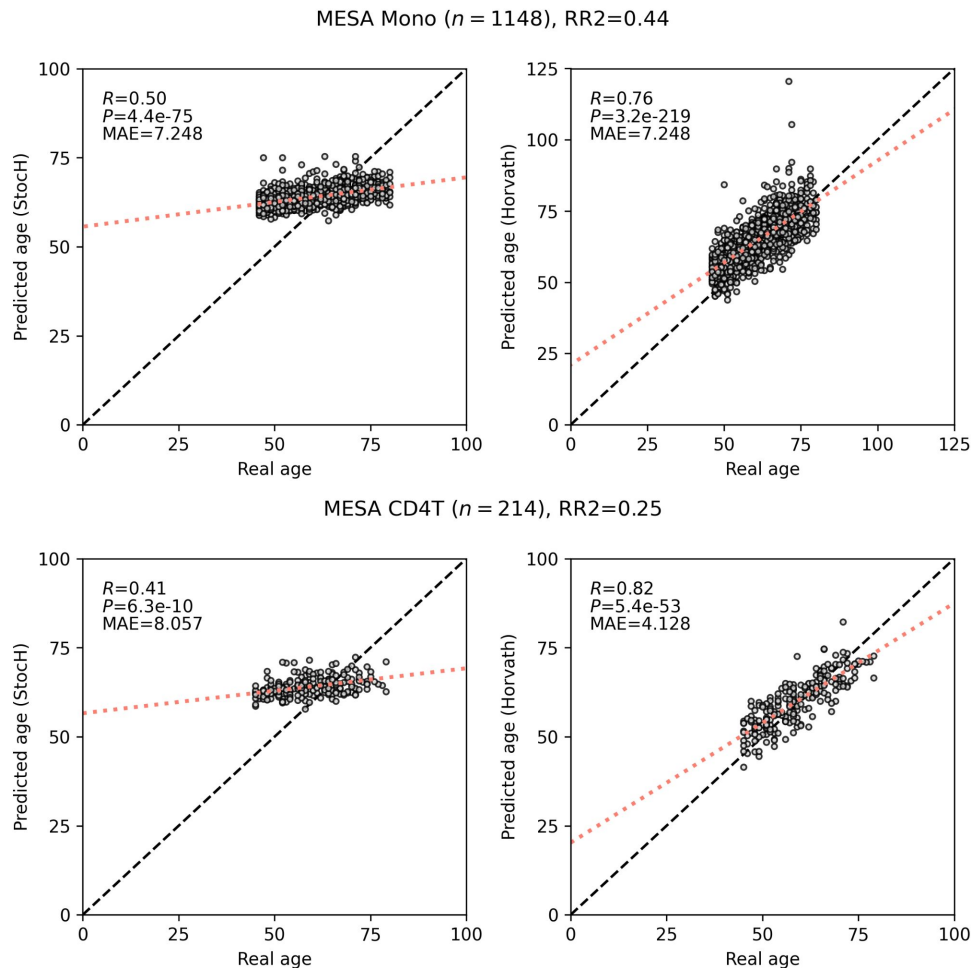 MESA Mono (n = 1148), RR2=0.44
R=0.50
P=4.4e-75
MAE=7.248
100
75
50
25
0
0 25 50 75 100
Predicted age (StocH)
Real age
R=0.76
P=3.2e-219
MAE=7.248
125
100
75
50
25
0
0 25 50 75 100 125
Predicted age (Horvath)
Real age
MESA CD4T (n = 214), RR2=0.25
R=0.41
P=6.3e-10
MAE=8.057
100
75
50
25
0
0 25 50 75 100
Predicted age (StocH)
Real age
R=0.82
P=5.4e-53
MAE=4.128
100
75
50
25
0
0 25 50 75 100
Predicted age (Horvath)
Real age